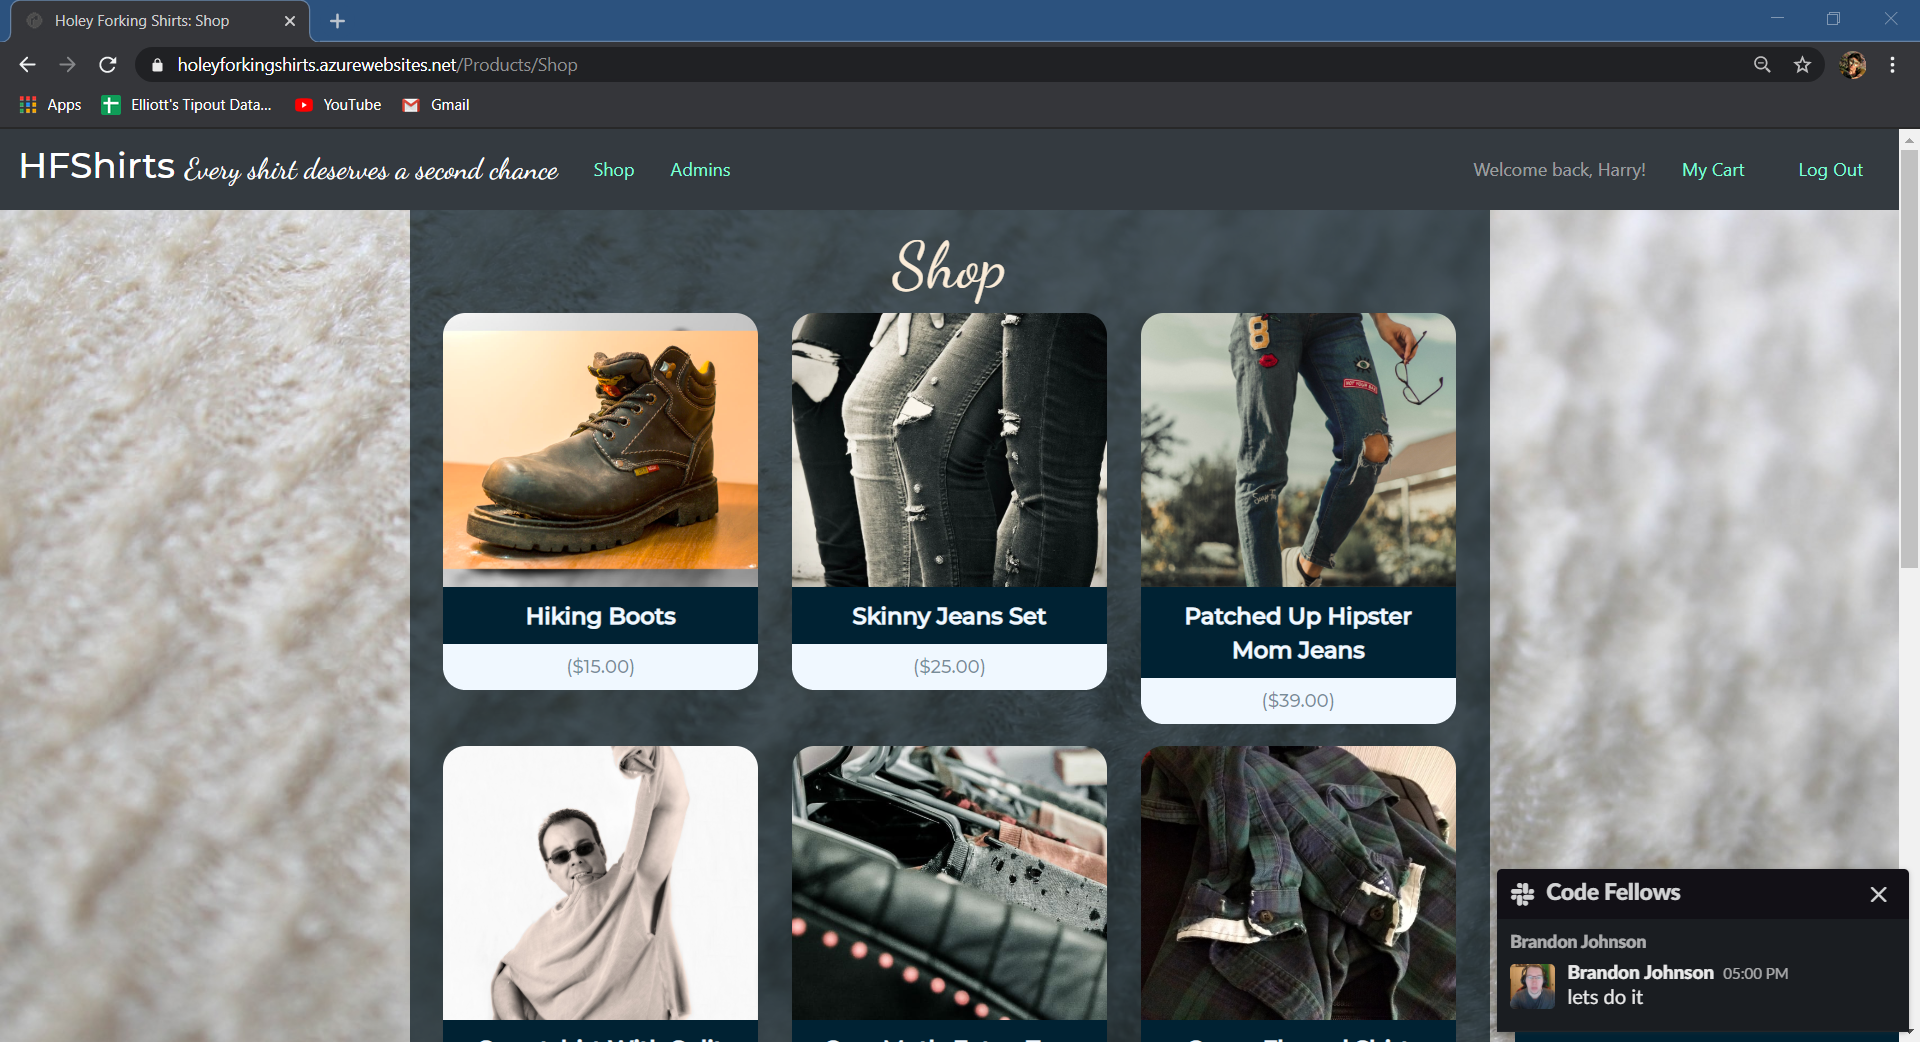 Holey Forking Shirts: Shop
holeyforkingshirts.azurewebsites.net/Products/Shop
Apps Elliott's Tipout Data... YouTube Gmail
HFShirts Every shirt deserves a second chance Shop Admins Welcome back, Harry! My Cart Log Out
Shop
8
Hiking Boots
($15.00)
Skinny Jeans Set
($25.00)
Patched Up Hipster
Mom Jeans
($39.00)
Code Fellows
Brandon Johnson
Brandon Johnson 05:00 PM
lets do it